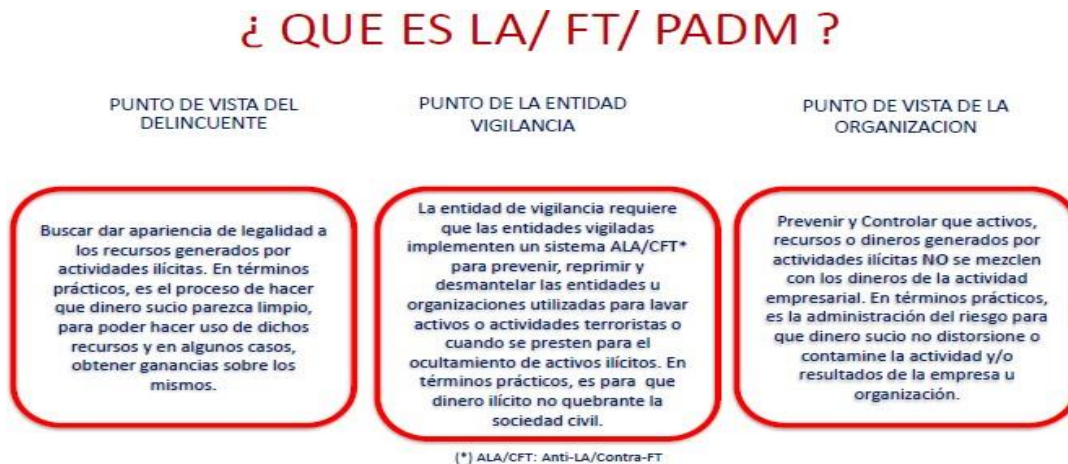 ¿ QUE ES LA/ FT/ PADM ?
PUNTO DE VISTA DEL
DELINCUENTE
Buscar dar apariencia de legalidad a
los recursos generados por
actividades ilícitas. En términos
prácticos, es el proceso de hacer
que dinero sucio parezca limpio,
para poder hacer uso de dichos
recursos y en algunos casos,
obtener ganancias sobre los
mismos.
PUNTO DE LA ENTIDAD
VIGILANCIA
La entidad de vigilancia requiere
que las entidades vigiladas
implementen un sistema ALA/CFT*
para prevenir, reprimir y
desmantelar las entidades u
organizaciones utilizadas para lavar
activos o actividades terroristas o
cuando se presten para el
ocultamiento de activos ilícitos. En
términos prácticos, es para que
dinero ilícito no quebrante la
sociedad civil.
PUNTO DE VISTA DE LA
ORGANIZACION
Prevenir y Controlar que activos,
recursos o dineros generados por
actividades ilícitas NO se mezclen
con los dineros de la actividad
empresarial. En términos prácticos,
es la administración del riesgo para
que dinero sucio no distorsione o
contamine la actividad y/o
resultados de la empresa u
organización.
(*) ALA/CFT: Anti-LA/Contra-FT